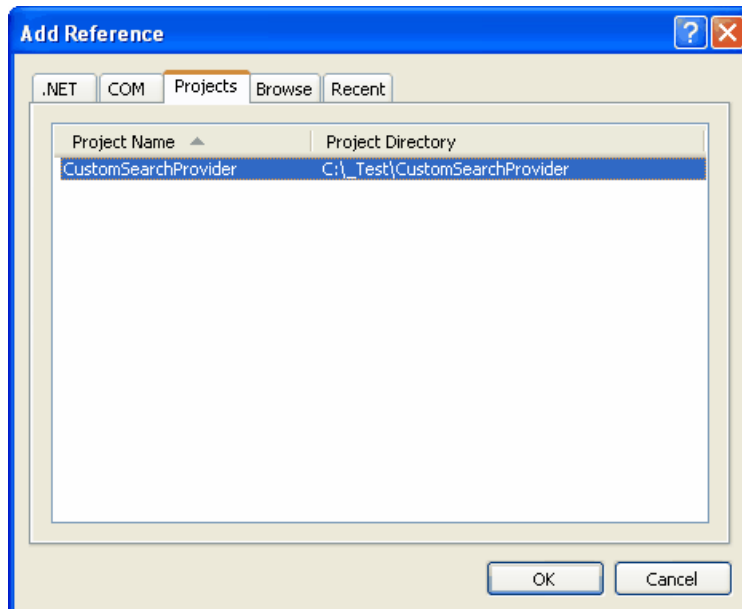 Add Reference
?
.NET COM Projects Browse Recent
Project Name Project Directory
CustomSearchProvider C:\_Test\CustomSearchProvider
OK Cancel